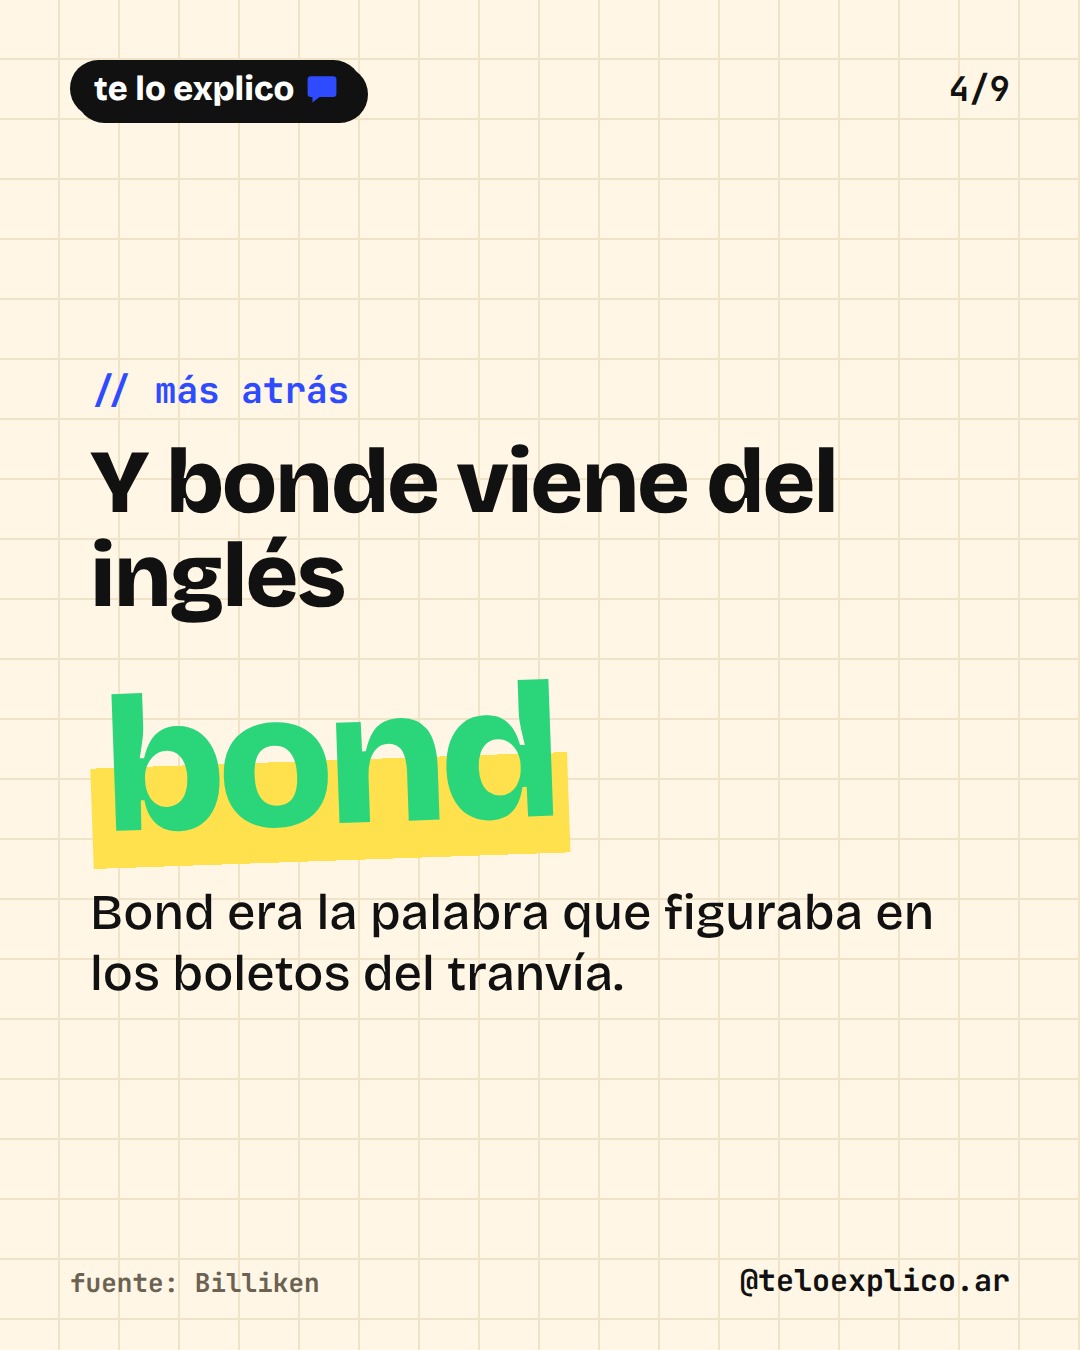 te lo explico
4/9
// más atrás
Y bonde viene del
inglés
bond
Bond era la palabra que figuraba en
los boletos del tranvía.
fuente: Billiken
@teloexplico.ar